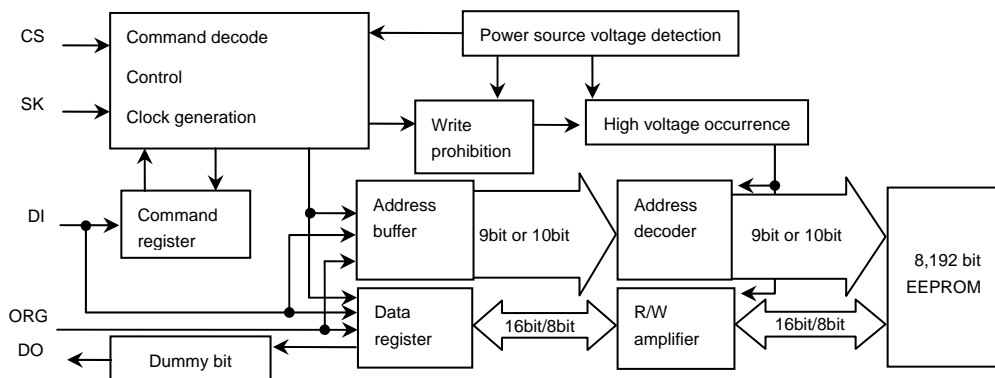 CS
Command decode
Control
Clock generation
Power source voltage detection
SK
Write
prohibition
High voltage occurrence
DI
Command
register
Address
buffer
9bit or 10bit
Address
decoder
9bit or 10bit
8,192 bit
EEPROM
ORG
Data
register
16bit/8bit
R/W
amplifier
16bit/8bit
DO
Dummy bit